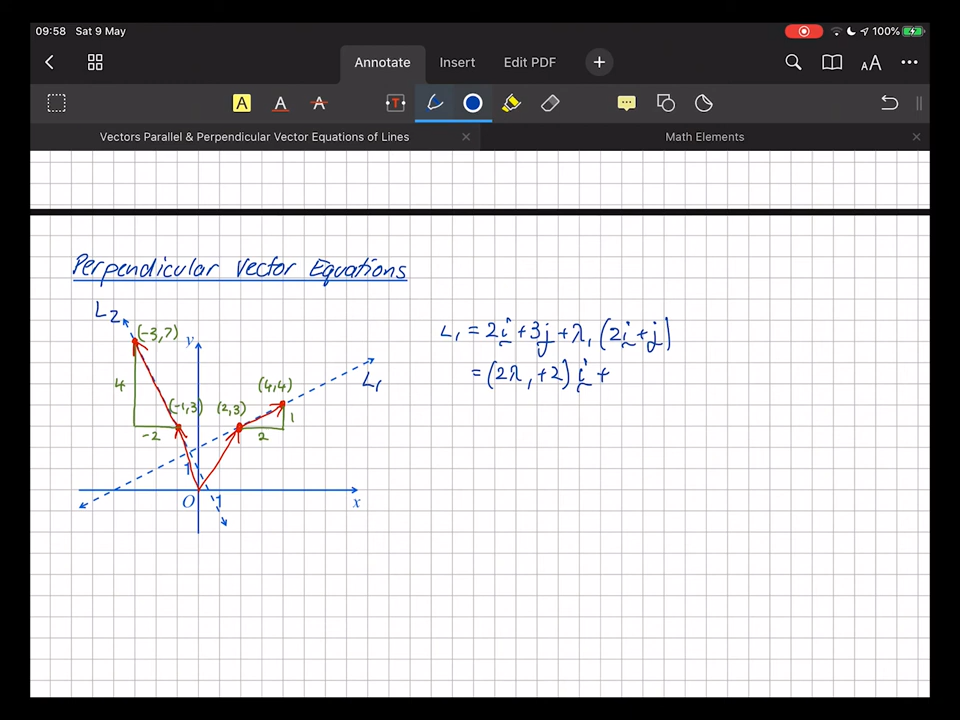 09:58 Sat 9 May 100%
Annotate Insert Edit PDF
Vectors Parallel & Perpendicular Vector Equations of Lines Math Elements
Perpendicular Vector Equations
L2
(-3,7)
y
L₁ = 2i + 3j + λ₁ (2i + j)
= (2λ₁ + 2) i +
4
(-1,3) (2,3) (4,4)
L₁
-2
2
1
O
x